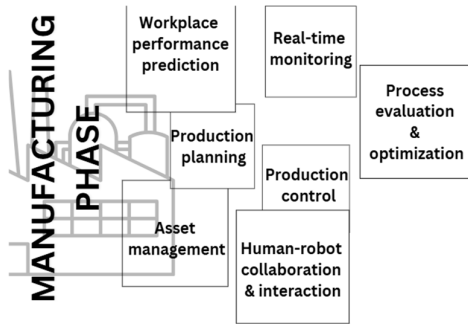 MANUFACTURING
PHASE
Workplace
performance
prediction
Real-time
monitoring
Process
evaluation
&
optimization
Production
planning
Production
control
Asset
management
Human-robot
collaboration
& interaction